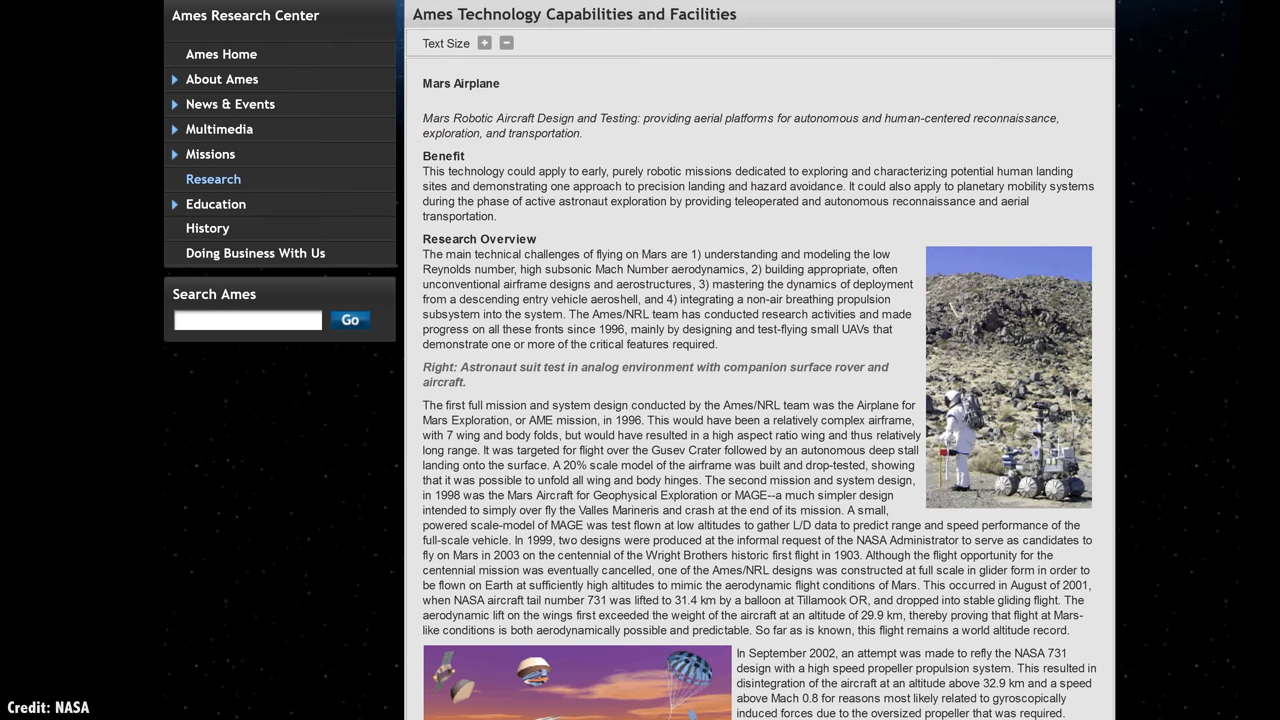 Ames Research Center
Ames Home
About Ames
News & Events
Multimedia
Missions
Research
Education
History
Doing Business With Us
Search Ames
Go
Ames Technology Capabilities and Facilities
Text Size + −
Mars Airplane
Mars Robotic Aircraft Design and Testing: providing aerial platforms for autonomous and human-centered reconnaissance,
exploration, and transportation.
Benefit
This technology could apply to early, purely robotic missions dedicated to exploring and characterizing potential human landing
sites and demonstrating one approach to precision landing and hazard avoidance. It could also apply to planetary mobility systems
during the phase of active astronaut exploration by providing teleoperated and autonomous reconnaissance and aerial
transportation.
Research Overview
The main technical challenges of flying on Mars are 1) understanding and modeling the low
Reynolds number, high subsonic Mach Number aerodynamics, 2) building appropriate, often
unconventional airframe designs and aerostructures, 3) mastering the dynamics of deployment
from a descending entry vehicle aeroshell, and 4) integrating a non-air breathing propulsion
subsystem into the system. The Ames/NRL team has conducted research activities and made
progress on all these fronts since 1996, mainly by designing and test-flying small UAVs that
demonstrate one or more of the critical features required.
Right: Astronaut suit test in analog environment with companion surface rover and
aircraft.
The first full mission and system design conducted by the Ames/NRL team was the Airplane for
Mars Exploration, or AME mission, in 1996. This would have been a relatively complex airframe,
with 7 wing and body folds, but would have resulted in a high aspect ratio wing and thus relatively
long range. It was targeted for flight over the Gusev Crater followed by an autonomous deep stall
landing onto the surface. A 20% scale model of the airframe was built and drop-tested, showing
that it was possible to unfold all wing and body hinges. The second mission and system design,
in 1998 was the Mars Aircraft for Geophysical Exploration or MAGE--a much simpler design
intended to simply over fly the Valles Marineris and crash at the end of its mission. A small,
powered scale-model of MAGE was test flown at low altitudes to gather L/D data to predict range and speed performance of the
full-scale vehicle. In 1999, two designs were produced at the informal request of the NASA Administrator to serve as candidates to
fly on Mars in 2003 on the centennial of the Wright Brothers historic first flight in 1903. Although the flight opportunity for the
centennial mission was eventually cancelled, one of the Ames/NRL designs was constructed at full scale in glider form in order to
be flown on Earth at sufficiently high altitudes to mimic the aerodynamic flight conditions of Mars. This occurred in August of 2001,
when NASA aircraft tail number 731 was lifted to 31.4 km by a balloon at Tillamook OR, and dropped into stable gliding flight. The
aerodynamic lift on the wings first exceeded the weight of the aircraft at an altitude of 29.9 km, thereby proving that flight at Mars-
like conditions is both aerodynamically possible and predictable. So far as is known, this flight remains a world altitude record.
In September 2002, an attempt was made to refly the NASA 731
design with a high speed propeller propulsion system. This resulted in
disintegration of the aircraft at an altitude above 32.9 km and a speed
above Mach 0.8 for reasons most likely related to gyroscopically
induced forces due to the oversized propeller that was required.
Credit: NASA